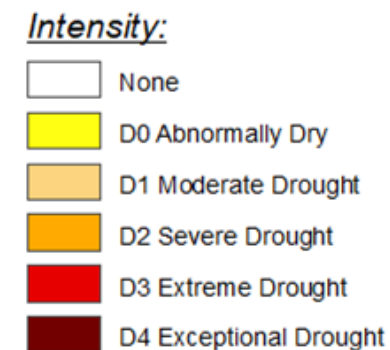 Intensity:
None
D0 Abnormally Dry
D1 Moderate Drought
D2 Severe Drought
D3 Extreme Drought
D4 Exceptional Drought